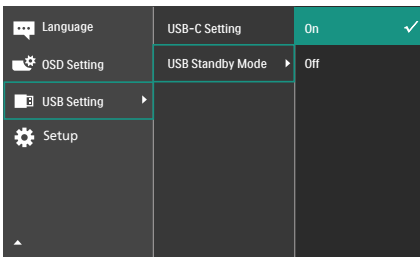 Language
OSD Setting
USB Setting
Setup
USB-C Setting
USB Standby Mode
On
Off